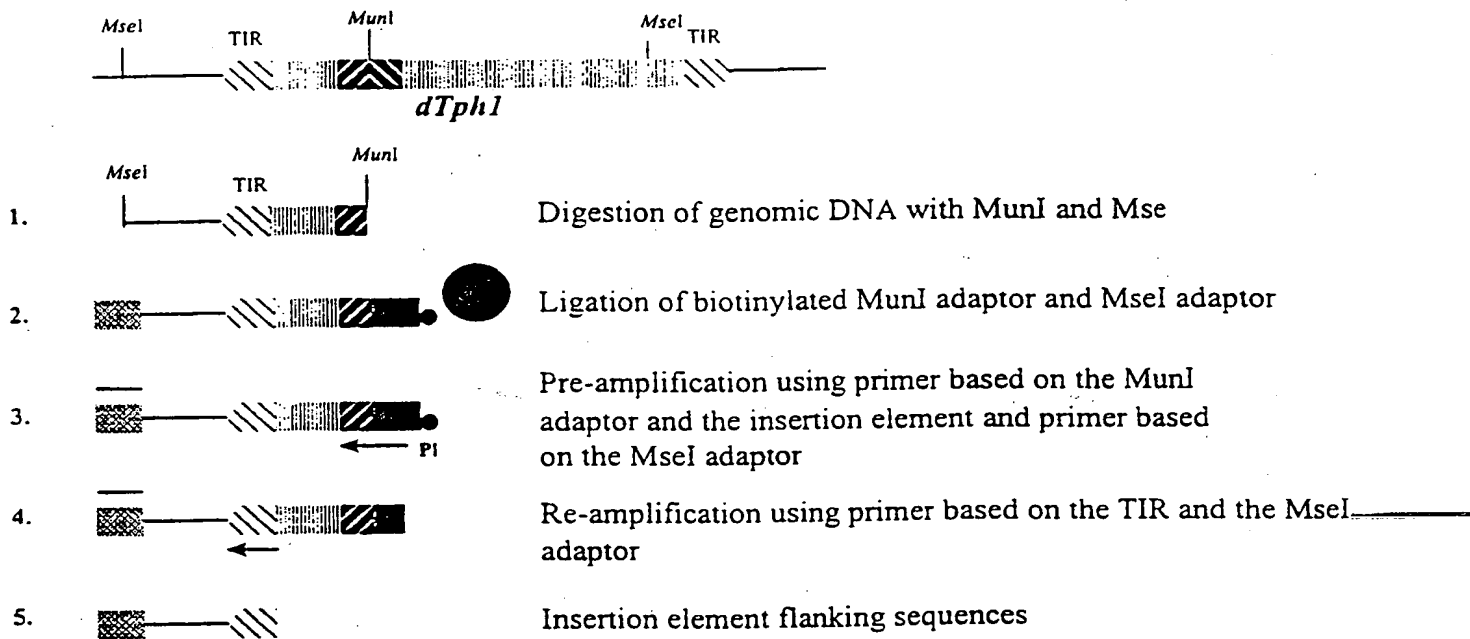 MseI TIR MunI MseI TIR
dTph1
MseI TIR MunI
1. Digestion of genomic DNA with MunI and Mse
2. Ligation of biotinylated MunI adaptor and MseI adaptor
Pre-amplification using primer based on the MunI
3. adaptor and the insertion element and primer based
P1 on the MseI adaptor
4. Re-amplification using primer based on the TIR and the MseI
adaptor
5. Insertion element flanking sequences